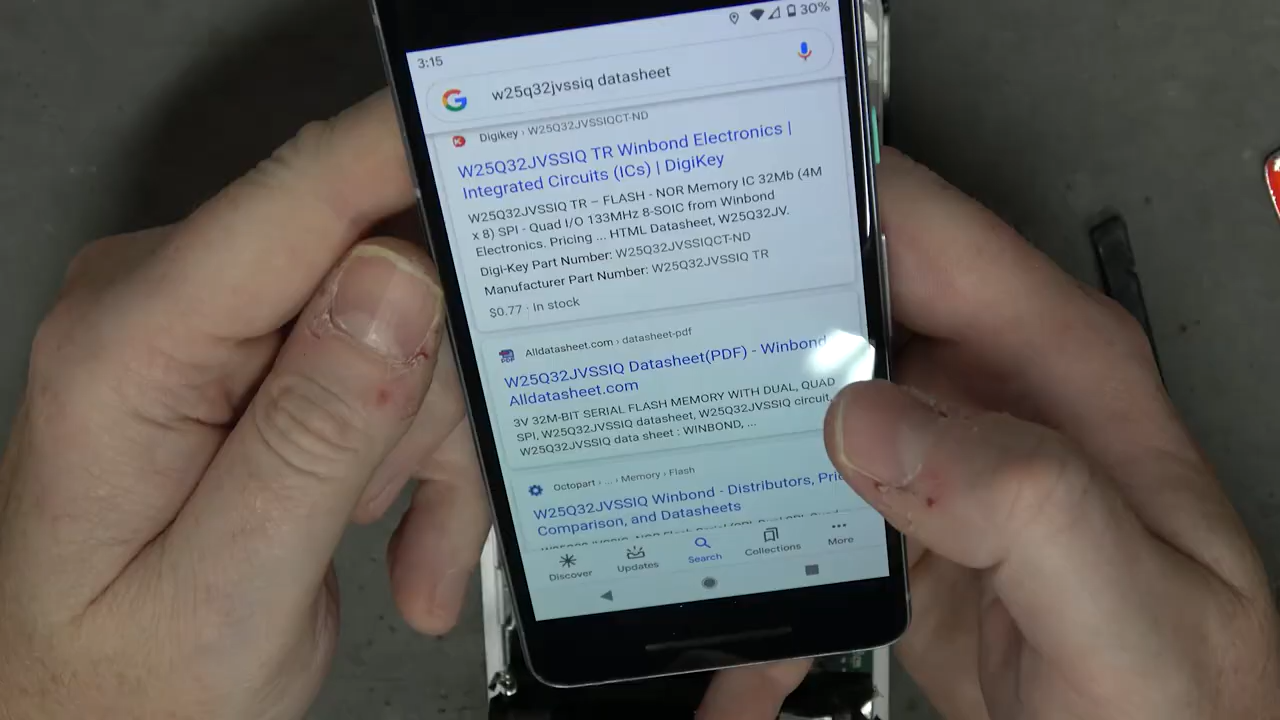 3:15
30%
w25q32jvssiq datasheet
Digikey › W25Q32JVSSIQCT-ND
W25Q32JVSSIQ TR Winbond Electronics |
Integrated Circuits (ICs) | DigiKey
W25Q32JVSSIQ TR – FLASH - NOR Memory IC 32Mb (4M
x 8) SPI - Quad I/O 133MHz 8-SOIC from Winbond
Electronics. Pricing ... HTML Datasheet, W25Q32JV.
Digi-Key Part Number: W25Q32JVSSIQCT-ND
Manufacturer Part Number: W25Q32JVSSIQ TR
$0.77 · In stock
Alldatasheet.com › datasheet-pdf
W25Q32JVSSIQ Datasheet(PDF) - Winbond
Alldatasheet.com
3V 32M-BIT SERIAL FLASH MEMORY WITH DUAL, QUAD
SPI, W25Q32JVSSIQ datasheet, W25Q32JVSSIQ circuit,
W25Q32JVSSIQ data sheet : WINBOND, ...
Octopart › ... › Memory › Flash
W25Q32JVSSIQ Winbond - Distributors,
Comparison, and Datasheets
Discover
Updates
Search
Collections
More